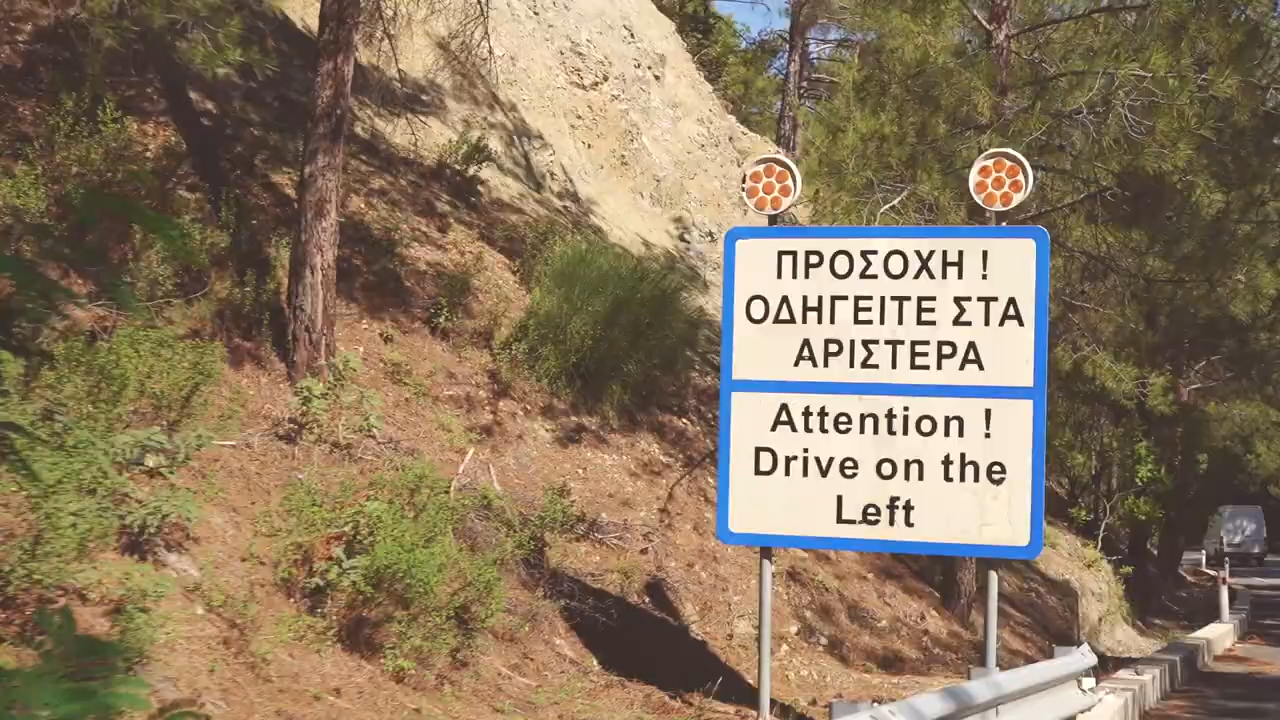 ΠΡΟΣΟΧΗ !
ΟΔΗΓΕΙΤΕ ΣΤΑ
ΑΡΙΣΤΕΡΑ
Attention !
Drive on the
Left